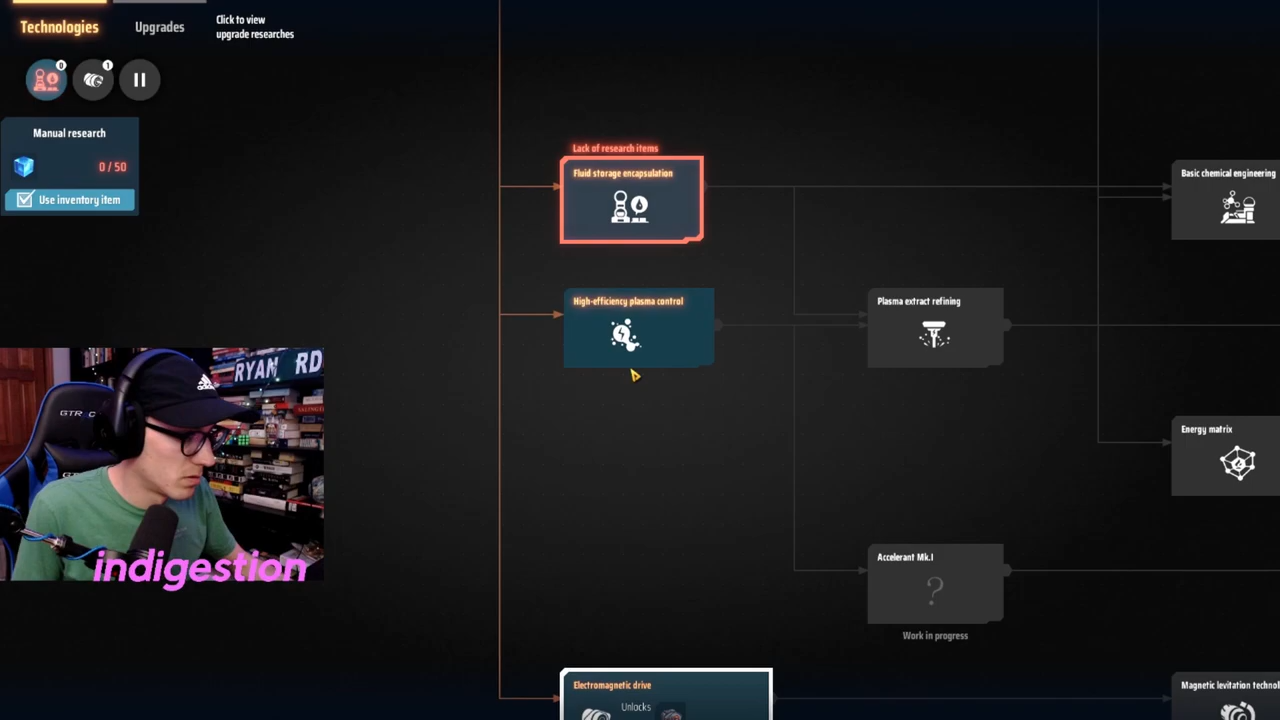 Technologies
Upgrades
Click to view
upgrade researches
0
1
Manual research
0 / 50
Use inventory item
Lack of research items
Fluid storage encapsulation
Basic chemical engineering
High-efficiency plasma control
Plasma extract refining
RYAN RD
GTR
Energy matrix
indigestion
Accelerant Mk.I
?
Work in progress
Electromagnetic drive
Unlocks
Magnetic levitation technol